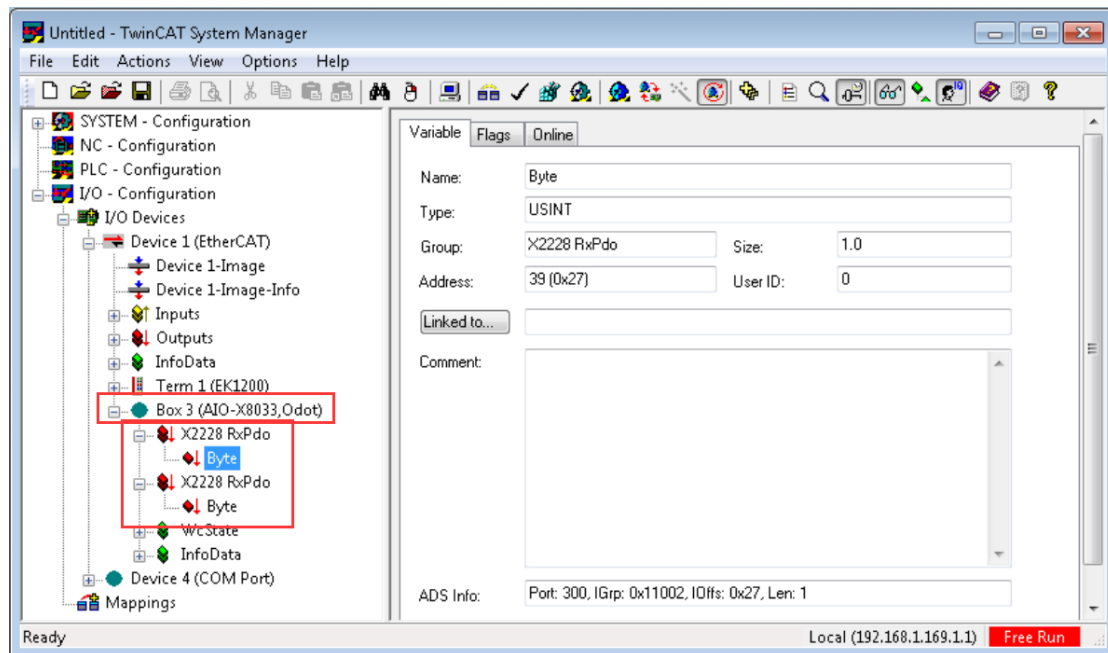 Untitled - TwinCAT System Manager
File Edit Actions View Options Help
SYSTEM - Configuration
NC - Configuration
PLC - Configuration
I/O - Configuration
I/O Devices
Device 1 (EtherCAT)
Device 1-Image
Device 1-Image-Info
Inputs
Outputs
InfoData
Term 1 (EK1200)
Box 3 (AIO-X8033,Odot)
X2228 RxPdo
Byte
X2228 RxPdo
Byte
WcState
InfoData
Device 4 (COM Port)
Mappings
Variable Flags Online
Name: Byte
Type: USINT
Group: X2228 RxPdo Size: 1.0
Address: 39 (0x27) User ID: 0
Linked to...
Comment:
ADS Info: Port: 300, IGrp: 0x11002, IOffs: 0x27, Len: 1
Ready Local (192.168.1.169.1.1) Free Run